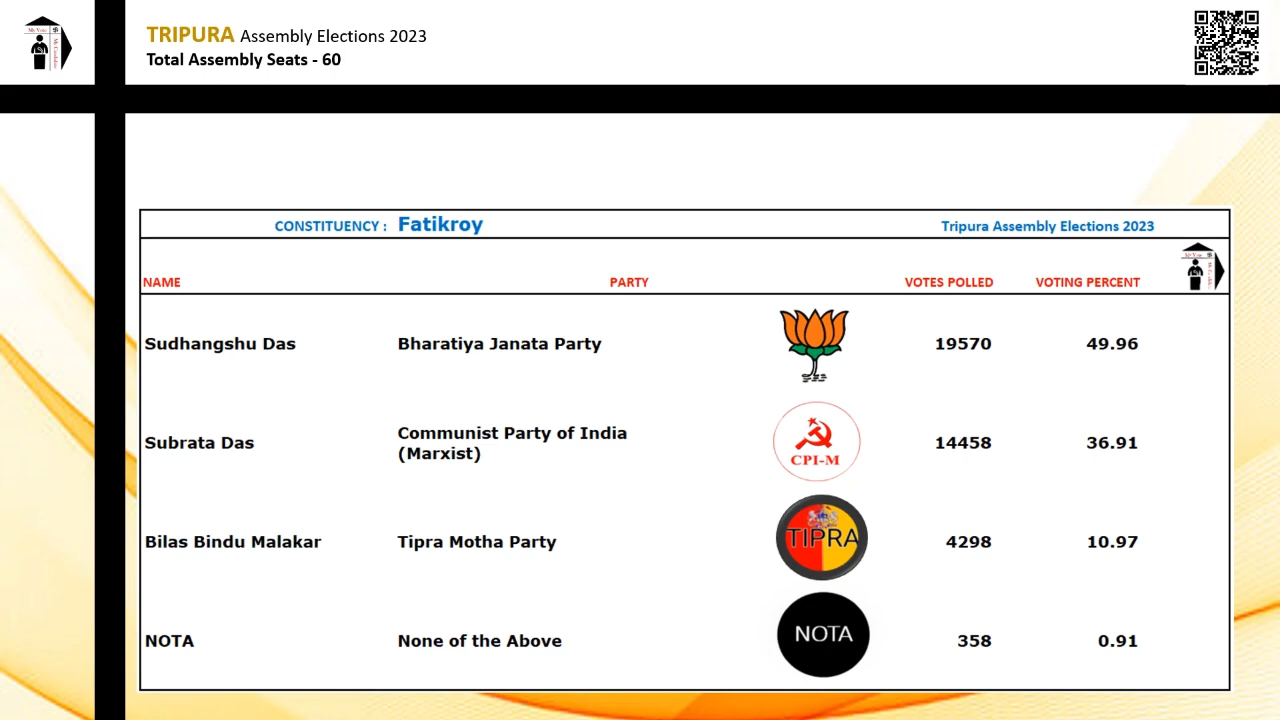 TRIPURA Assembly Elections 2023
Total Assembly Seats - 60
CONSTITUENCY : Fatikroy Tripura Assembly Elections 2023
NAME PARTY VOTES POLLED VOTING PERCENT
Sudhangshu Das Bharatiya Janata Party 19570 49.96
Subrata Das Communist Party of India
(Marxist) CPI-M 14458 36.91
Bilas Bindu Malakar Tipra Motha Party TIPRA 4298 10.97
NOTA None of the Above NOTA 358 0.91